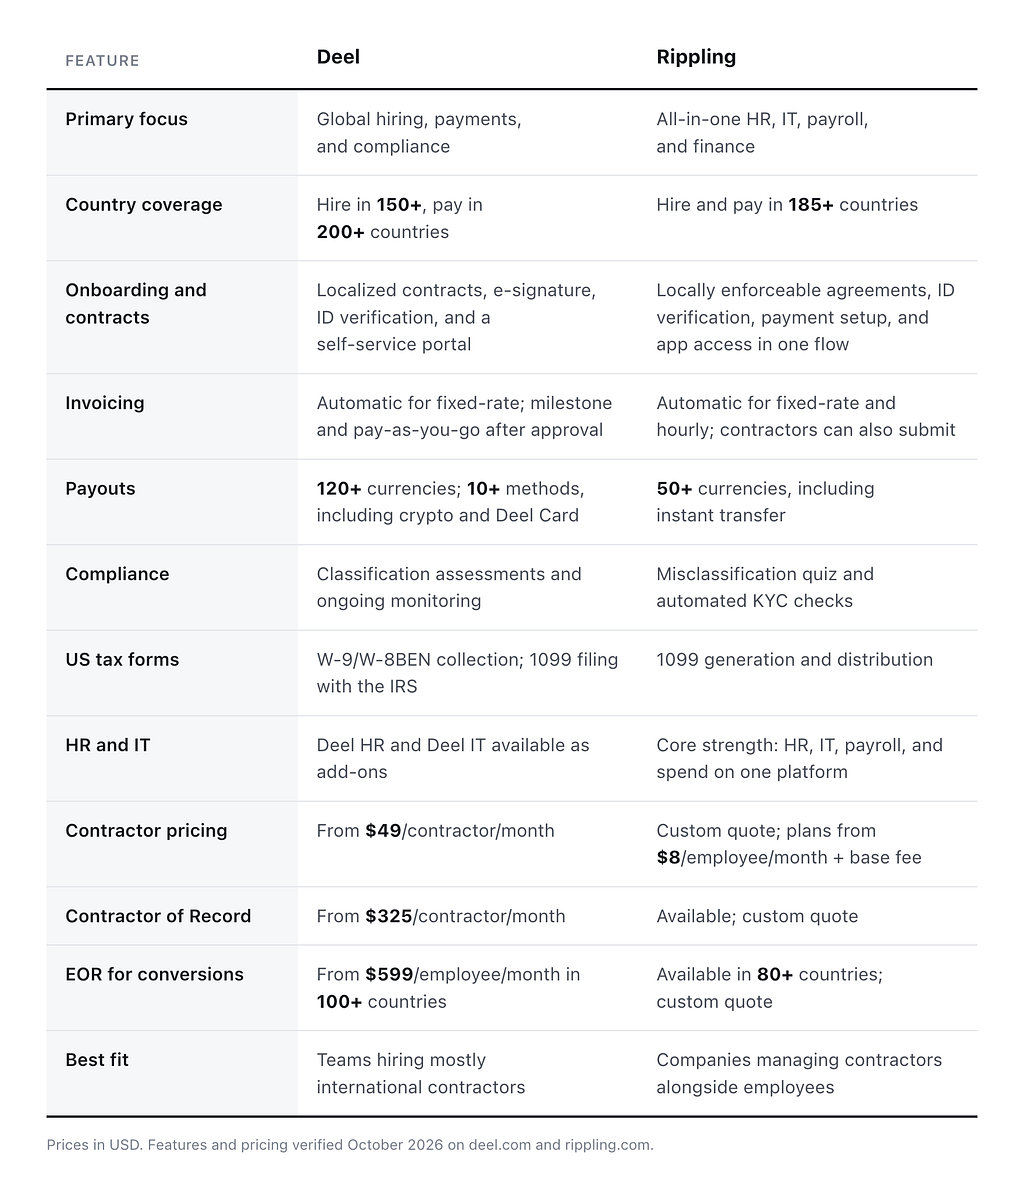 FEATURE Deel Rippling
Primary focus
Global hiring, payments,
and compliance
All-in-one HR, IT, payroll,
and finance
Country coverage
Hire in 150+, pay in
200+ countries
Hire and pay in 185+ countries
Onboarding and
contracts
Localized contracts, e-signature,
ID verification, and a
self-service portal
Locally enforceable agreements, ID
verification, payment setup, and
app access in one flow
Invoicing
Automatic for fixed-rate; milestone
and pay-as-you-go after approval
Automatic for fixed-rate and
hourly; contractors can also submit
Payouts
120+ currencies; 10+ methods,
including crypto and Deel Card
50+ currencies, including
instant transfer
Compliance
Classification assessments and
ongoing monitoring
Misclassification quiz and
automated KYC checks
US tax forms
W-9/W-8BEN collection; 1099 filing
with the IRS
1099 generation and distribution
HR and IT
Deel HR and Deel IT available as
add-ons
Core strength: HR, IT, payroll, and
spend on one platform
Contractor pricing
From $49/contractor/month
Custom quote; plans from
$8/employee/month + base fee
Contractor of Record
From $325/contractor/month
Available; custom quote
EOR for conversions
From $599/employee/month in
100+ countries
Available in 80+ countries;
custom quote
Best fit
Teams hiring mostly
international contractors
Companies managing contractors
alongside employees
Prices in USD. Features and pricing verified October 2026 on deel.com and rippling.com.